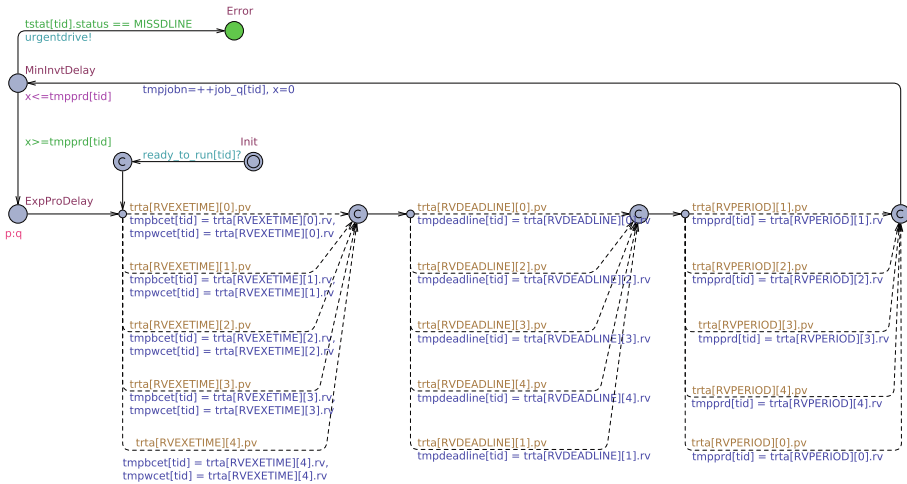 Error
tstat[tid].status == MISSDLINE
urgentdrive!
MinInvtDelay
x<=tmpprd[tid]
tmpjobn=++job_q[tid], x=0
x>=tmpprd[tid]
Init
C
ready_to_run[tid]?
ExpProDelay
p:q
trta[RVEXETIME][0].pv
tmpbcet[tid] = trta[RVEXETIME][0].rv,
tmpwcet[tid] = trta[RVEXETIME][0].rv
trta[RVEXETIME][1].pv
tmpbcet[tid] = trta[RVEXETIME][1].rv,
tmpwcet[tid] = trta[RVEXETIME][1].rv
trta[RVEXETIME][2].pv
tmpbcet[tid] = trta[RVEXETIME][2].rv,
tmpwcet[tid] = trta[RVEXETIME][2].rv
trta[RVEXETIME][3].pv
tmpbcet[tid] = trta[RVEXETIME][3].rv,
tmpwcet[tid] = trta[RVEXETIME][3].rv
trta[RVEXETIME][4].pv
tmpbcet[tid] = trta[RVEXETIME][4].rv,
tmpwcet[tid] = trta[RVEXETIME][4].rv
C
trta[RVDEADLINE][0].pv
tmpdeadline[tid] = trta[RVDEADLINE][0].rv
trta[RVDEADLINE][2].pv
tmpdeadline[tid] = trta[RVDEADLINE][2].rv
trta[RVDEADLINE][3].pv
tmpdeadline[tid] = trta[RVDEADLINE][3].rv
trta[RVDEADLINE][4].pv
tmpdeadline[tid] = trta[RVDEADLINE][4].rv
trta[RVDEADLINE][1].pv
tmpdeadline[tid] = trta[RVDEADLINE][1].rv
C
trta[RVPERIOD][1].pv
tmpprd[tid] = trta[RVPERIOD][1].rv
trta[RVPERIOD][2].pv
tmpprd[tid] = trta[RVPERIOD][2].rv
trta[RVPERIOD][3].pv
tmpprd[tid] = trta[RVPERIOD][3].rv
trta[RVPERIOD][4].pv
tmpprd[tid] = trta[RVPERIOD][4].rv
trta[RVPERIOD][0].pv
tmpprd[tid] = trta[RVPERIOD][0].rv
C